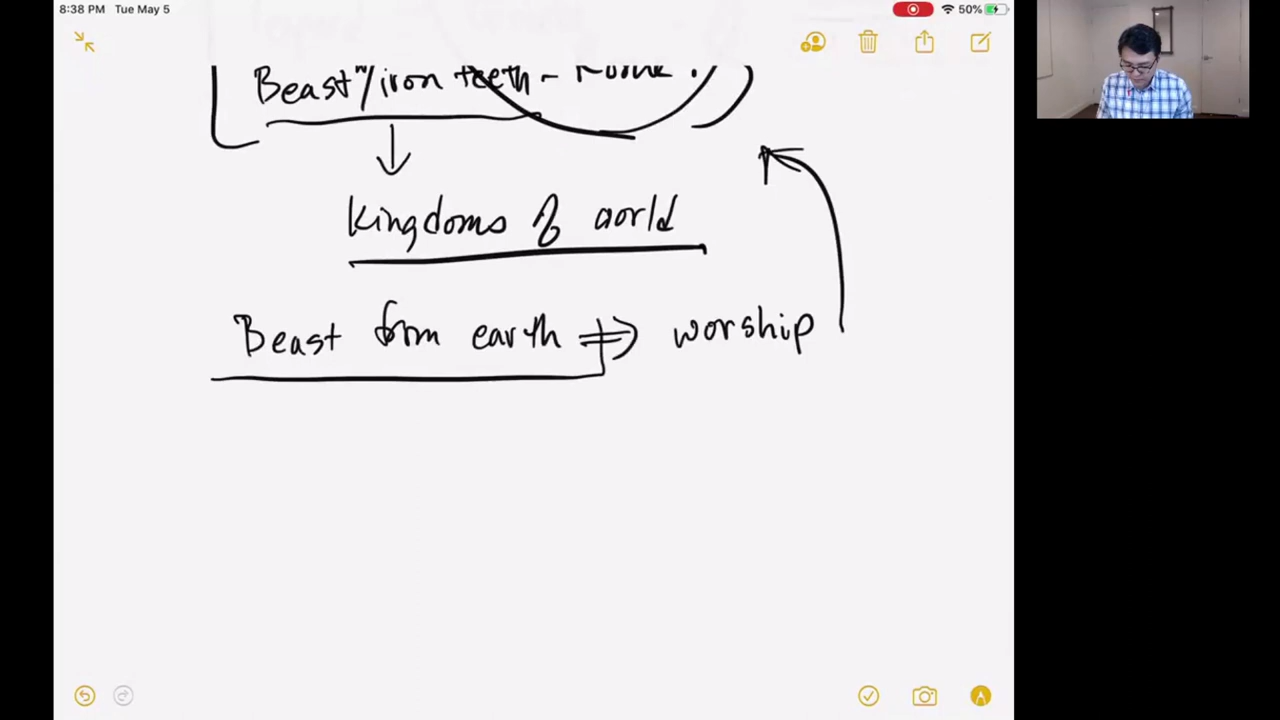 8:38 PM Tue May 5 50%
Beast w/iron teeth -
kingdoms of world
Beast from earth ⇒ worship